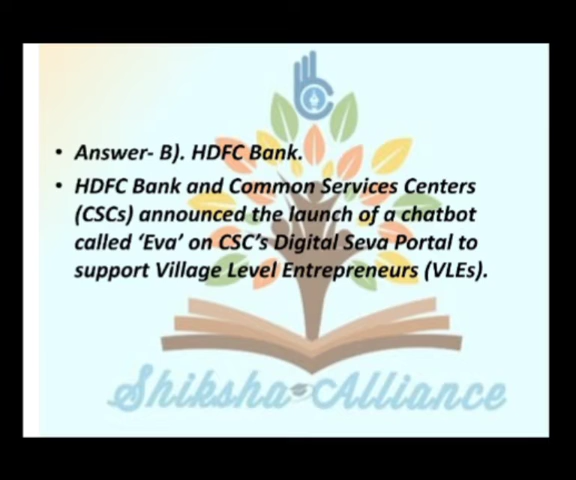 • Answer- B). HDFC Bank.
• HDFC Bank and Common Services Centers
(CSCs) announced the launch of a chatbot
called ‘Eva’ on CSC’s Digital Seva Portal to
support Village Level Entrepreneurs (VLEs).
Shiksha Alliance